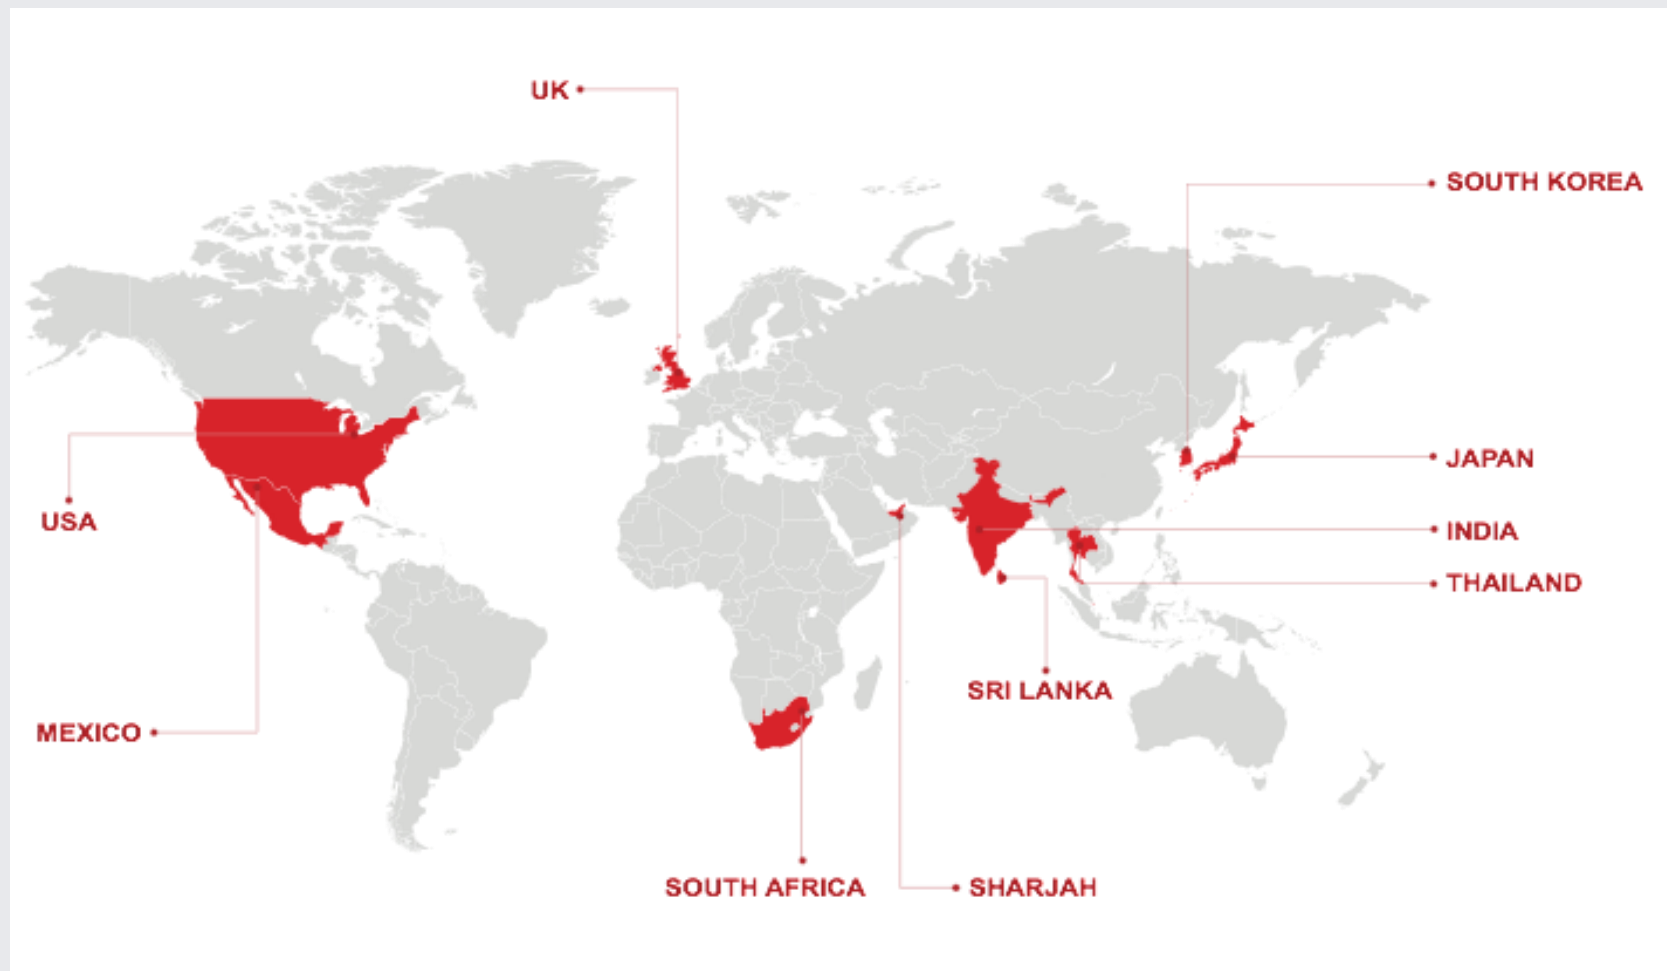 UK
SOUTH KOREA
JAPAN
USA
INDIA
THAILAND
SRI LANKA
MEXICO
SOUTH AFRICA
SHARJAH